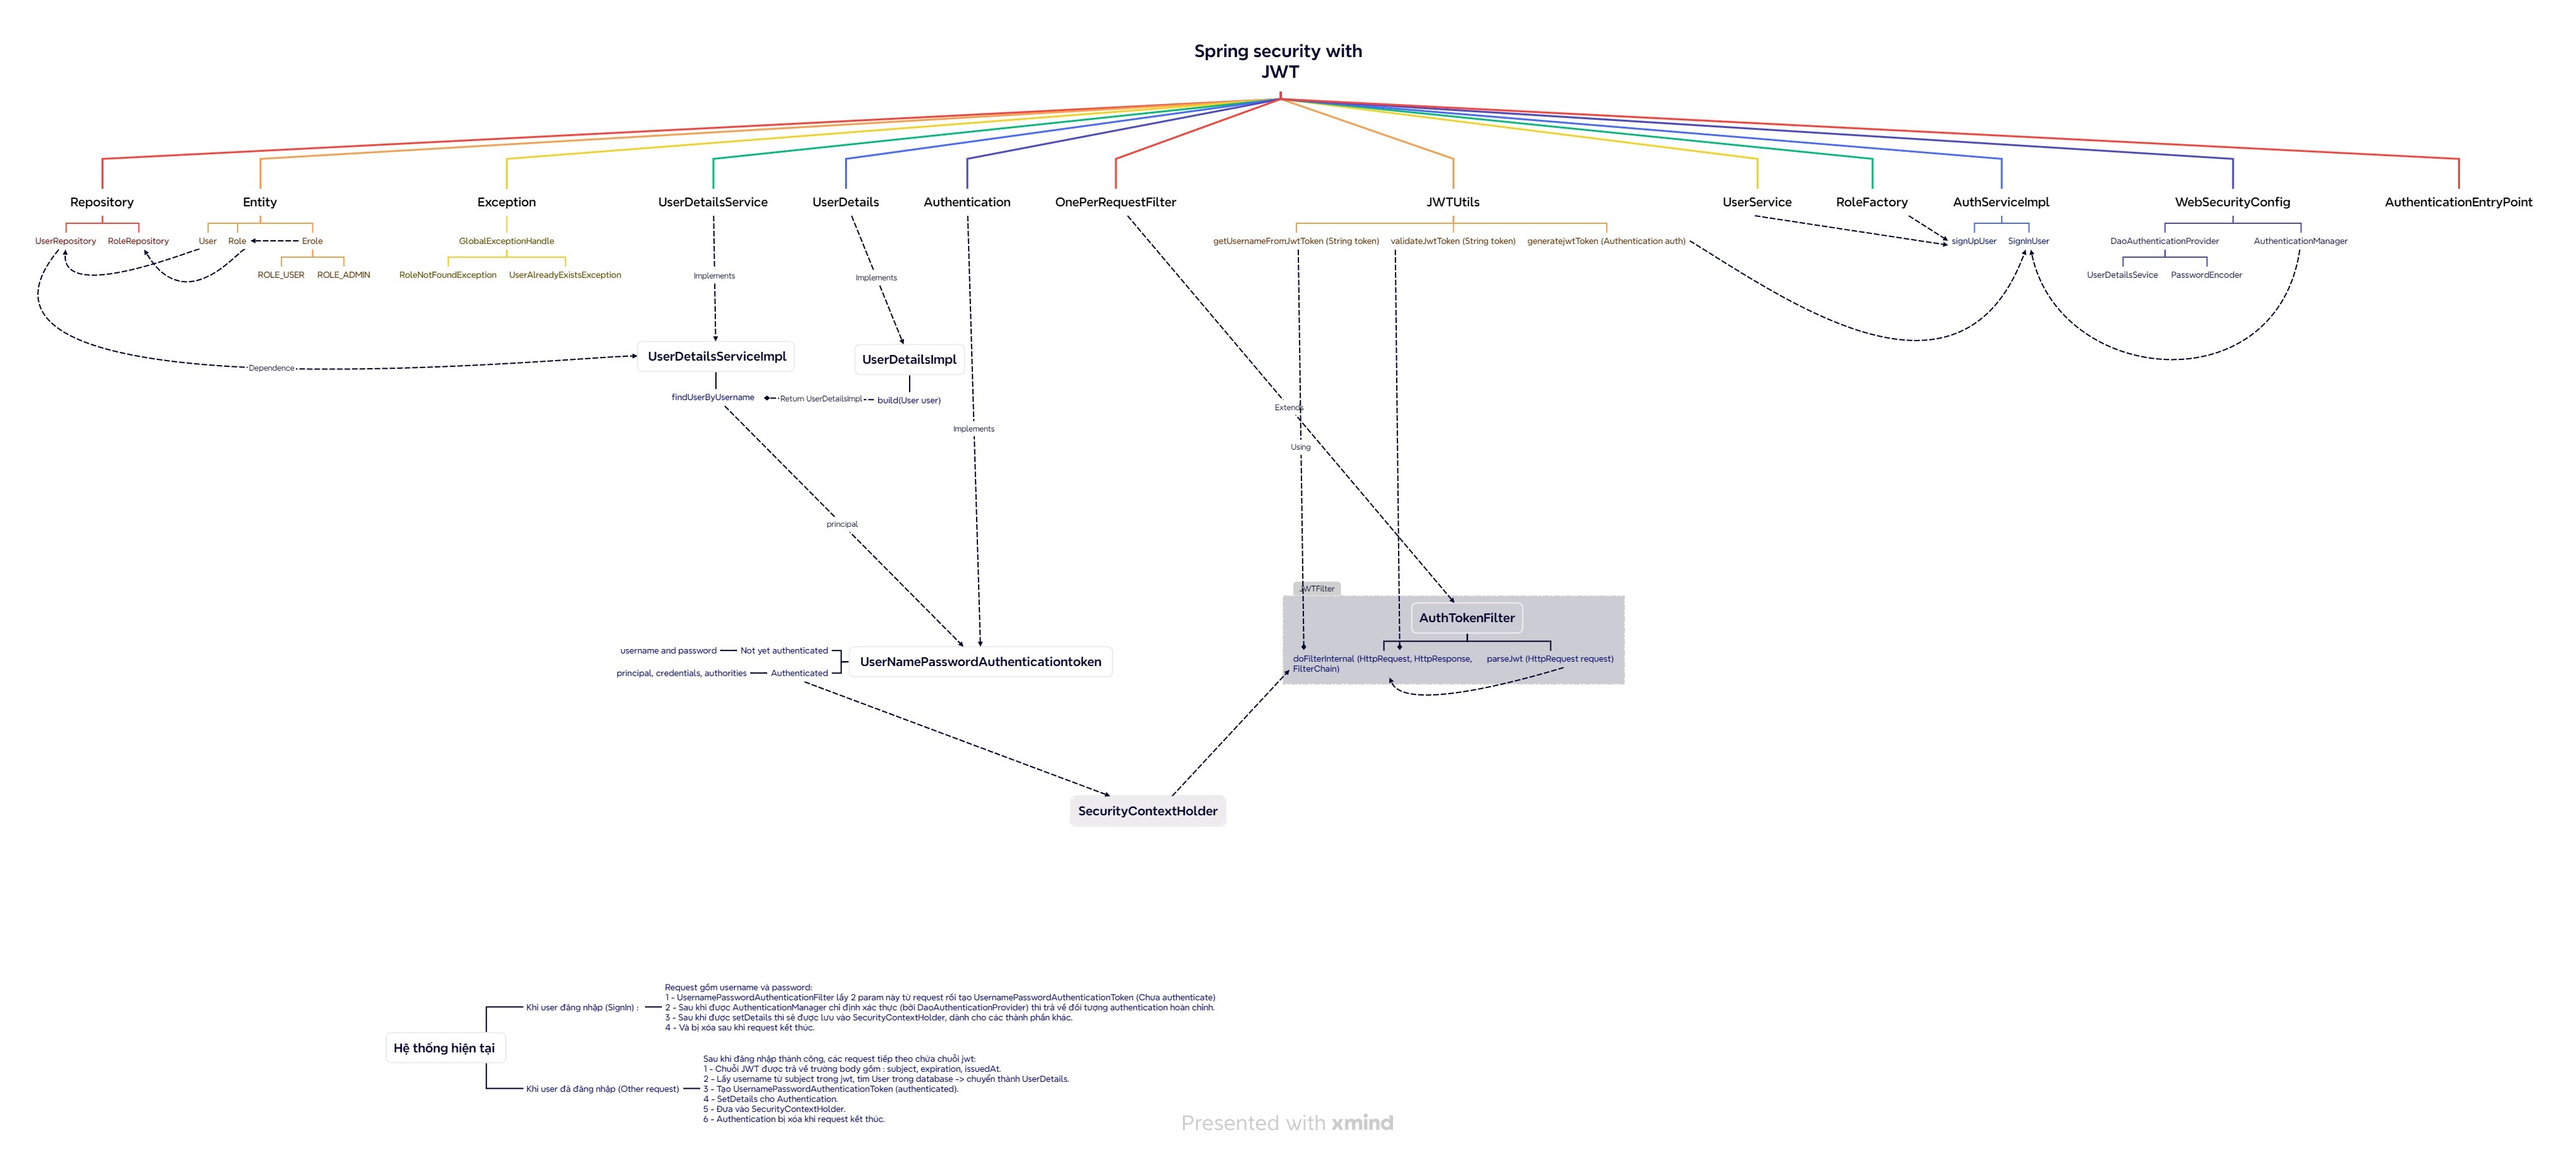 Spring security with
JWT
Repository
Entity
Exception
UserDetailsService
UserDetails
Authentication
OnePerRequestFilter
JWTUtils
UserService
RoleFactory
AuthServiceImpl
WebSecurityConfig
AuthenticationEntryPoint
UserRepository
RoleRepository
User
Role
Erole
GlobalExceptionHandle
getUsernameFromJwtToken (String token)
validateJwtToken (String token)
generatejwtToken (Authentication auth)
signUpUser
SignInUser
DaoAuthenticationProvider
AuthenticationManager
ROLE_USER
ROLE_ADMIN
RoleNotFoundException
UserAlreadyExistsException
Implements
Implements
UserDetailsSevice
PasswordEncoder
UserDetailsServiceImpl
UserDetailsImpl
Dependence
findUserByUsername
Return UserDetailsImpl
build(User user)
Extends
Implements
Using
principal
JWTFilter
AuthTokenFilter
username and password
Not yet authenticated
UserNamePasswordAuthenticationtoken
principal, credentials, authorities
Authenticated
doFilterInternal (HttpRequest, HttpResponse,
FilterChain)
parseJwt (HttpRequest request)
SecurityContextHolder
Hệ thống hiện tại
Khi user đăng nhập (SignIn) :
Request gồm username và password:
1 - UsernamePasswordAuthenticationFilter lấy 2 param này từ request rồi tạo UsernamePasswordAuthenticationToken (Chưa authenticate)
2 - Sau khi được AuthenticationManager chỉ định xác thực (bởi DaoAuthenticationProvider) thì trả về đối tượng authentication hoàn chỉnh.
3 - Sau khi được setDetails thì sẽ được lưu vào SecurityContextHolder, dành cho các thành phần khác.
4 - Và bị xóa sau khi request kết thúc.
Khi user đã đăng nhập (Other request)
Sau khi đăng nhập thành công, các request tiếp theo chứa chuỗi jwt:
1 - Chuỗi JWT được trả về trường body gồm : subject, expiration, issuedAt.
2 - Lấy username từ subject trong jwt, tìm User trong database -> chuyển thành UserDetails.
3 - Tạo UsernamePasswordAuthenticationToken (authenticated).
4 - SetDetails cho Authentication.
5 - Đưa vào SecurityContextHolder.
6 - Authentication bị xóa khi request kết thúc.
Presented with xmind